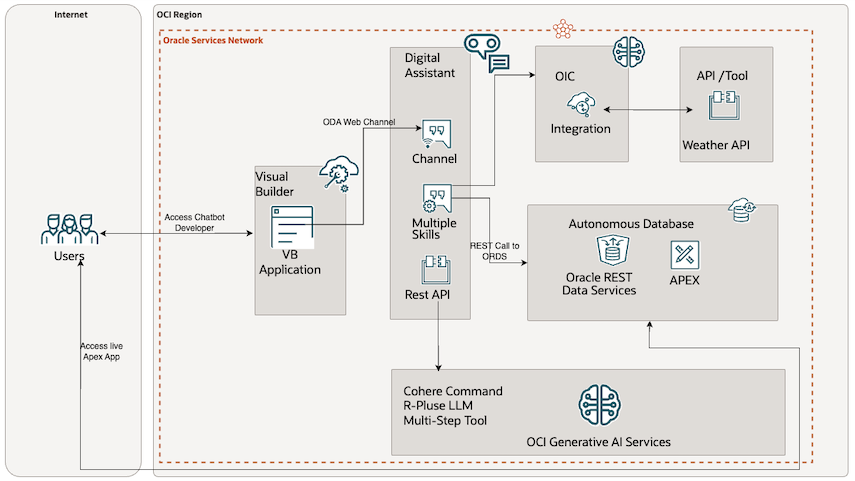 Internet
OCI Region
Oracle Services Network
Digital
Assistant
OIC
Integration
API /Tool
Weather API
ODA Web Channel
Channel
Visual
Builder
VB
Application
Access Chatbot
Developer
Users
Multiple
Skills
REST Call to
ORDS
Rest API
Autonomous Database
Oracle REST
Data Services
APEX
A
Access live
Apex App
Cohere Command
R-Pluse LLM
Multi-Step Tool
OCI Generative AI Services